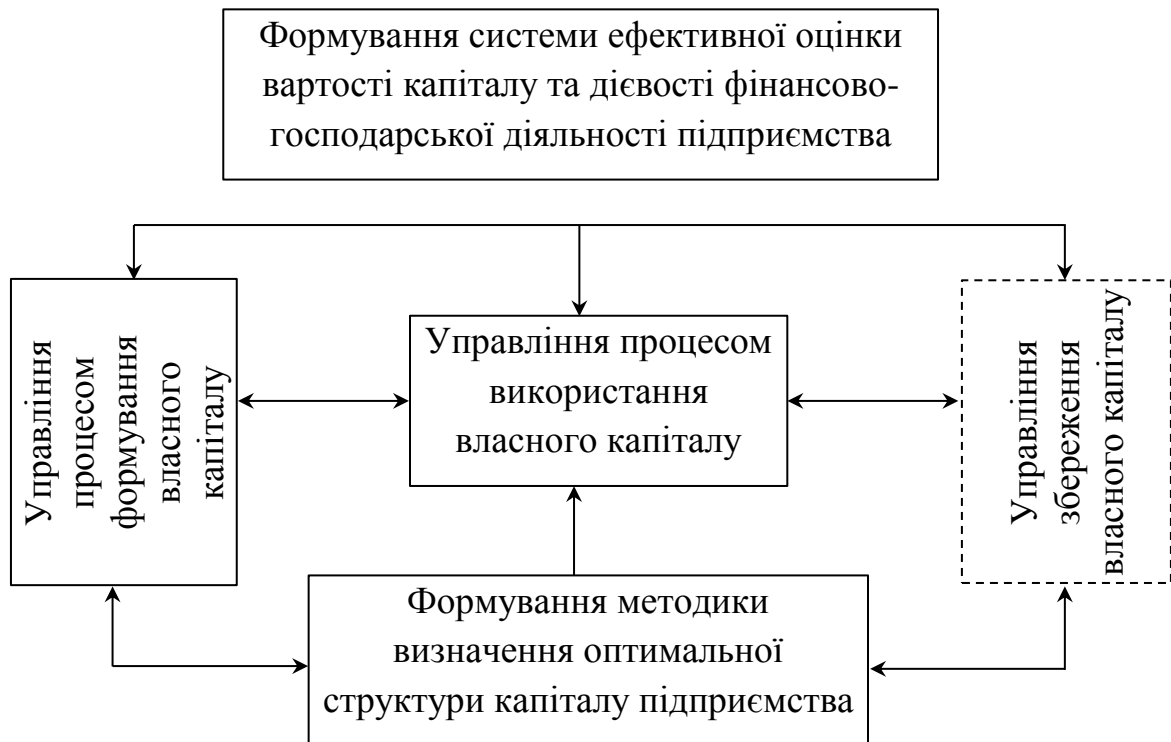 Формування системи ефективної оцінки
вартості капіталу та дієвості фінансово-
господарської діяльності підприємства
Управління
процесом
формування
власного
капіталу
Управління процесом
використання
власного капіталу
Управління
збереження
власного капіталу
Формування методики
визначення оптимальної
структури капіталу підприємства